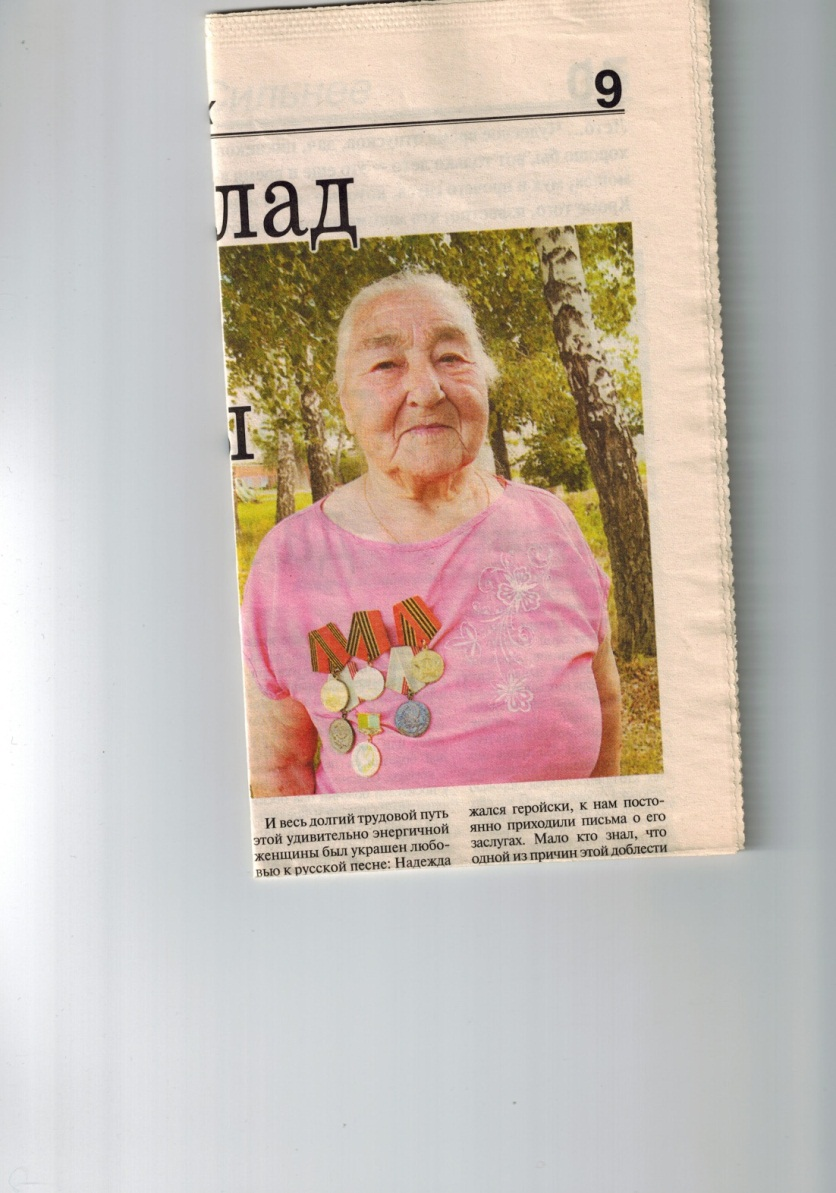 9
лад
ы
И весь долгий трудовой путь
этой удивительно энергичной
женщины был украшен любо-
вью к русской песне: Надежда
жался геройски, к нам посто-
янно приходили письма о его
заслугах. Мало кто знал, что
одной из причин этой доблести